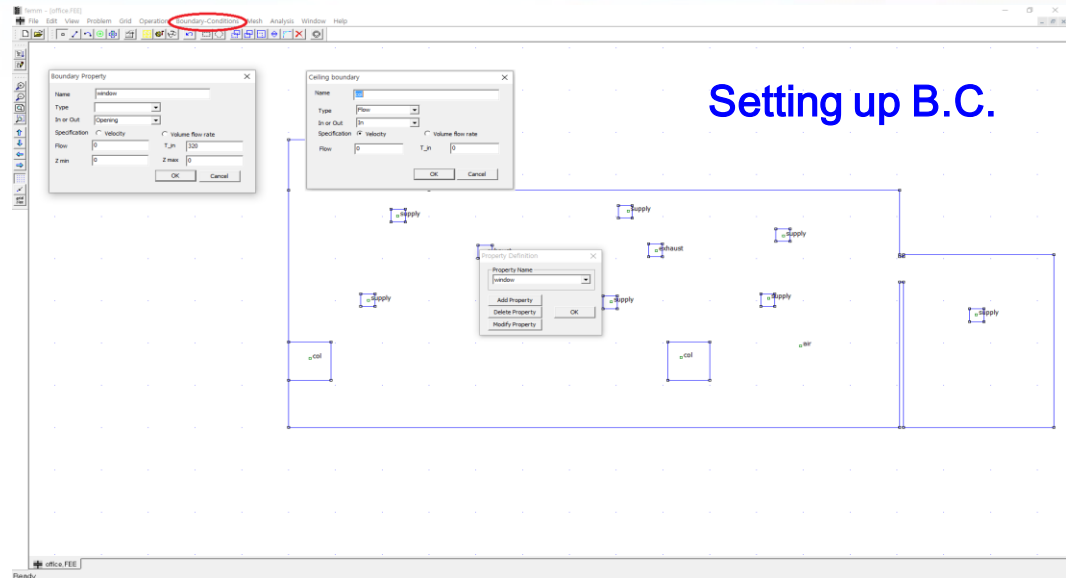 femm - [office.FEE]
File Edit View Problem Grid Operation Boundary-Conditions Mesh Analysis Window Help
Setting up B.C.
Boundary Property
Name window
Type
In or Out Opening
Specification Velocity Volume flow rate
Flow 0 T_in 320
Z min 0 Z max 0
OK Cancel
Ceiling boundary
Name col
Type Flow
In or Out In
Specification Velocity Volume flow rate
Flow 0 T_in 0
OK Cancel
supply
supply
supply
exhaust
Property Definition
Property Name
window
Add Property
Delete Property OK
Modify Property
supply
supply
supply
supply
col
col
air
office.FEE
Ready